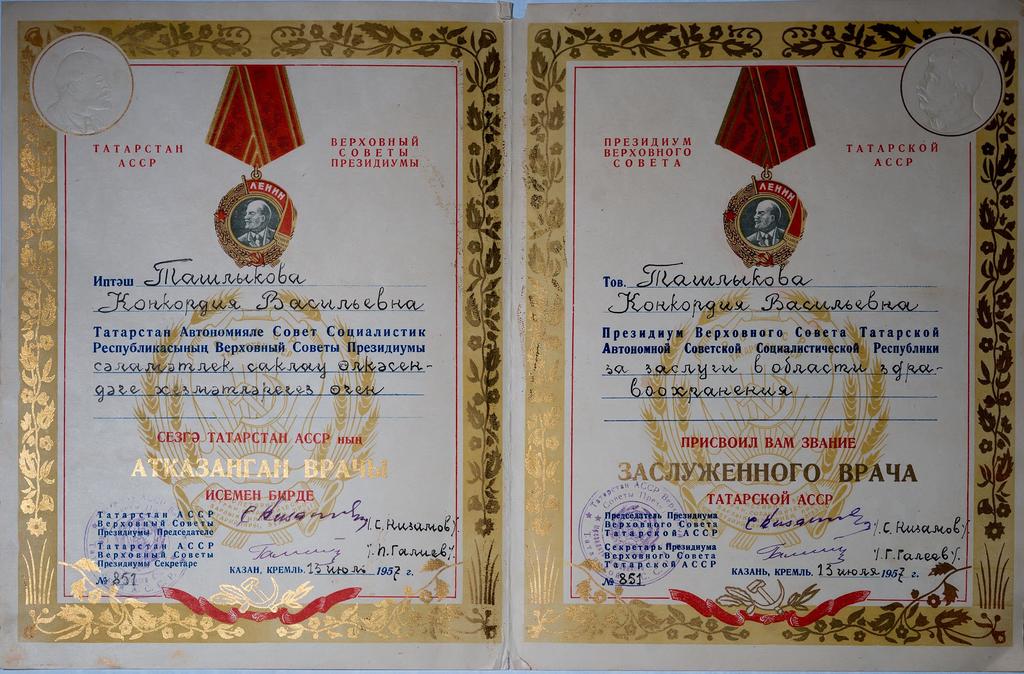 ТАТАРСТАН
АССР
ВЕРХОВНЫЙ
СОВЕТЫ
ПРЕЗИДИУМЫ
ЛЕНИН
Иптәш Ташлыкова
Конкордия Васильевна
Татарстан Автономияле Совет Социалистик
Республикасының Верховный Советы Президиумы
сәламәтлек саклау өлкәсен-
дәге хезмәтләрегез өчен
СЕЗГӘ ТАТАРСТАН АССР ның
АТКАЗАНГАН ВРАЧЫ
ИСЕМЕН БИРДЕ
Татарстан АССР
Верховный Советы
Президиумы Председателе
/С. Низамов/.
Татарстан АССР
Верховный Советы
Президиумы Секретаре
№ 851
КАЗАН, КРЕМЛЬ. 13 июль 1957 г.
ПРЕЗИДИУМ
ВЕРХОВНОГО
СОВЕТА
ТАТАРСКОЙ
АССР
ЛЕНИН
Тов. Ташлыкова
Конкордия Васильевна
Президиум Верховного Совета Татарской
Автономной Советской Социалистической Республики
за заслуги в области здра-
воохранения
ПРИСВОИЛ ВАМ ЗВАНИЕ
ЗАСЛУЖЕННОГО ВРАЧА
ТАТАРСКОЙ АССР
Председатель Президиума
Верховного Совета
Татарской АССР
/С. Низамов/.
Секретарь Президиума
Верховного Совета
Татарской АССР
№ 851
КАЗАНЬ, КРЕМЛЬ. 13 июля 1957 г.